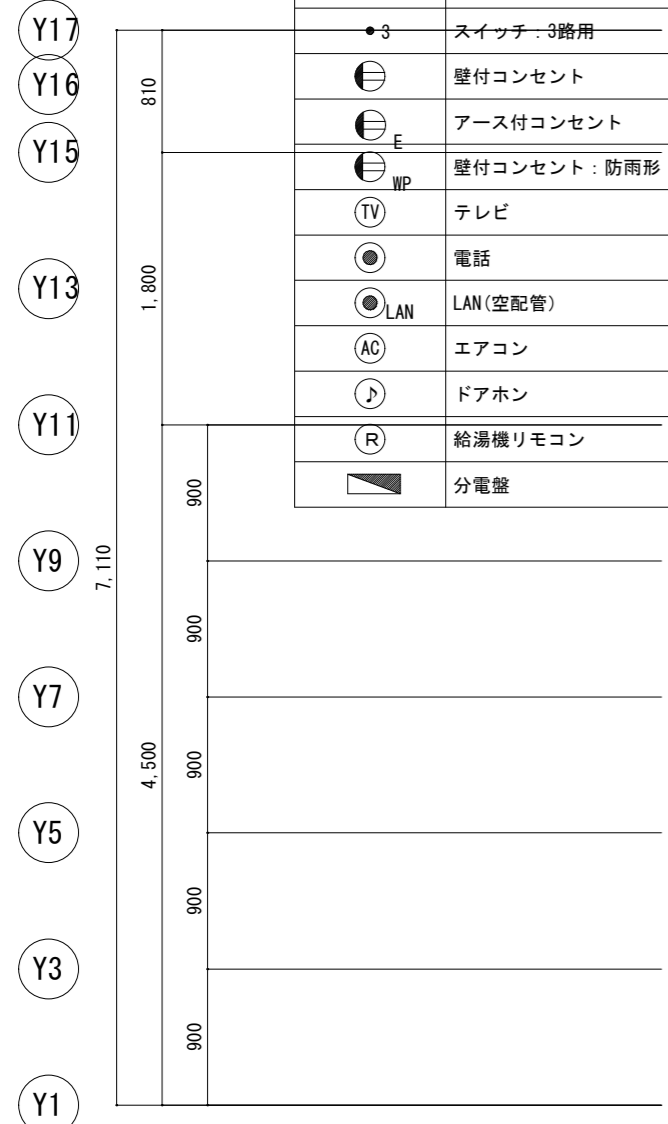 Y17
3 スイッチ：3路用
Y16
810
壁付コンセント
Y15
E アース付コンセント
WP 壁付コンセント：防雨形
TV テレビ
Y13
1,800
電話
LAN LAN(空配管)
AC エアコン
♪ ドアホン
Y11
R 給湯機リモコン
900
分電盤
Y9
7,110
900
Y7
4,500
900
Y5
900
Y3
900
Y1